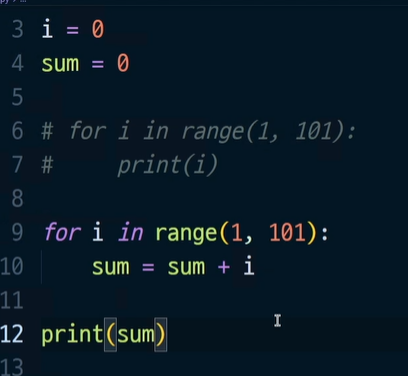 3 i = 0
4 sum = 0
5
6 # for i in range(1, 101):
7 #     print(i)
8
9 for i in range(1, 101):
10     sum = sum + i
11
12 print(sum)
13